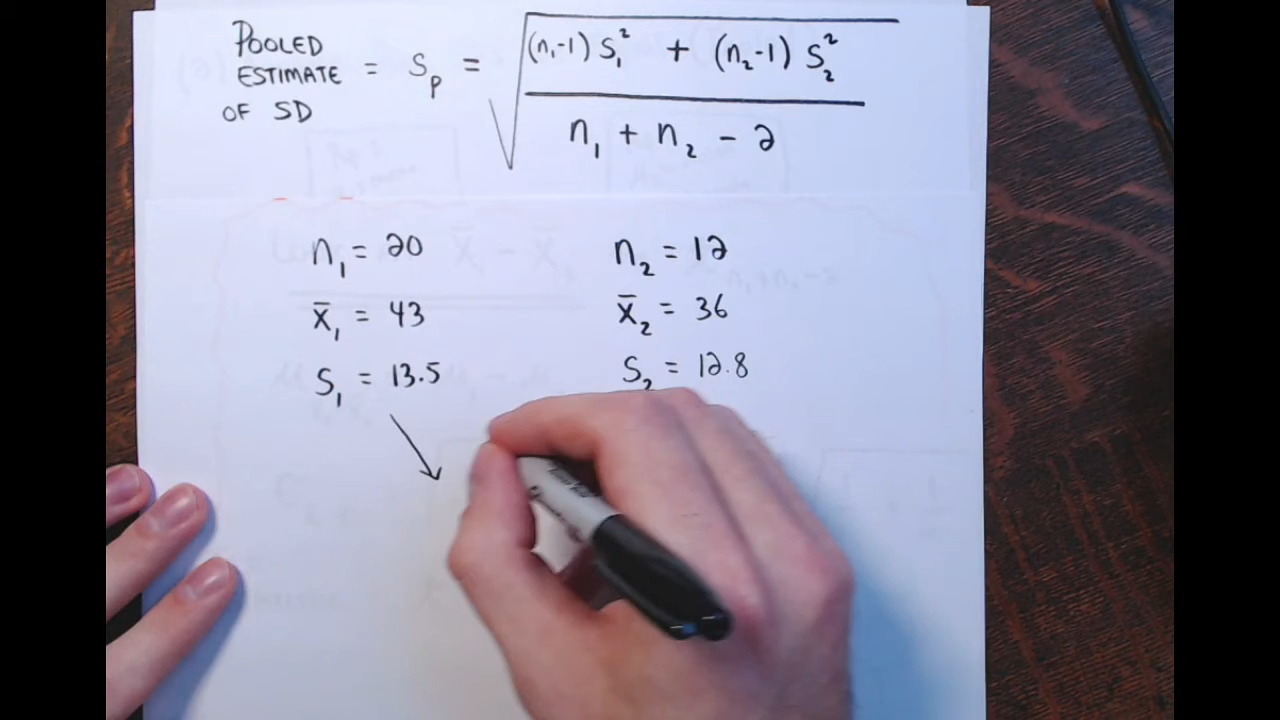 POOLED ESTIMATE OF SD = Sp = √((n₁-1) S₁² + (n₂-1) S₂²) / (n₁ + n₂ - 2)
n₁ = 20 n₂ = 12
x̄₁ = 43 x̄₂ = 36
S₁ = 13.5 S₂ = 12.8